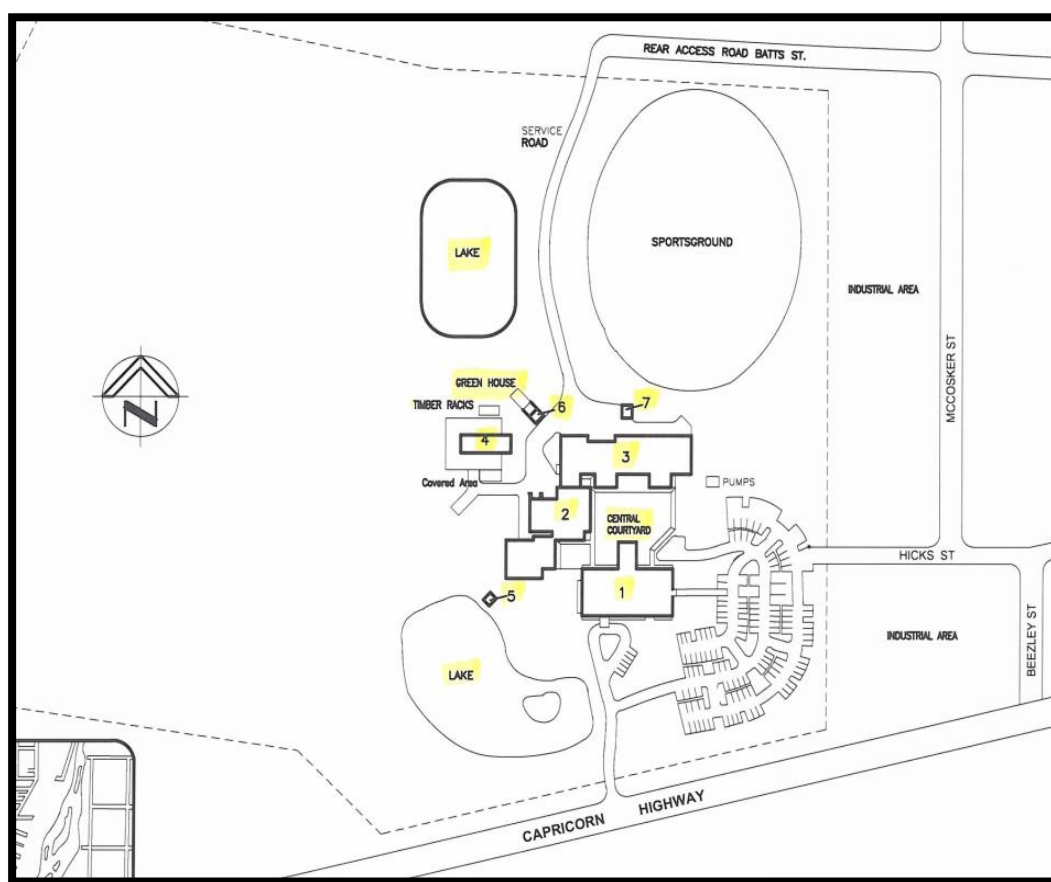 REAR ACCESS ROAD BATTS ST.
SERVICE
ROAD
LAKE
SPORTSGROUND
INDUSTRIAL AREA
MCCOSKER ST
N
GREEN HOUSE
TIMBER RACKS
6
7
4
3
Covered Area
PUMPS
2
CENTRAL
COURTYARD
HICKS ST
1
5
INDUSTRIAL AREA
BEEZLEY ST
LAKE
CAPRICORN HIGHWAY